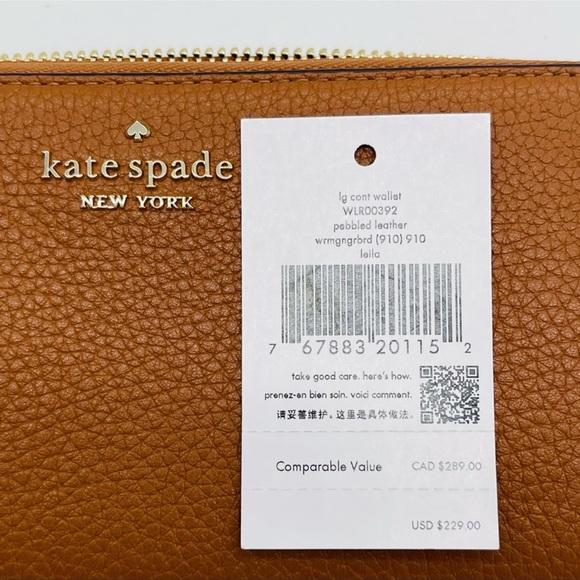 kate spade
NEW YORK
lg cont wallet
WLR00392
pebbled leather
wrmgngrbrd (910) 910
leila
7 67883 20115 2
take good care. here's how.
prenez-en bien soin. voici comment.
请妥善维护。这里是具体做法。
Comparable Value CAD $289.00
USD $229.00